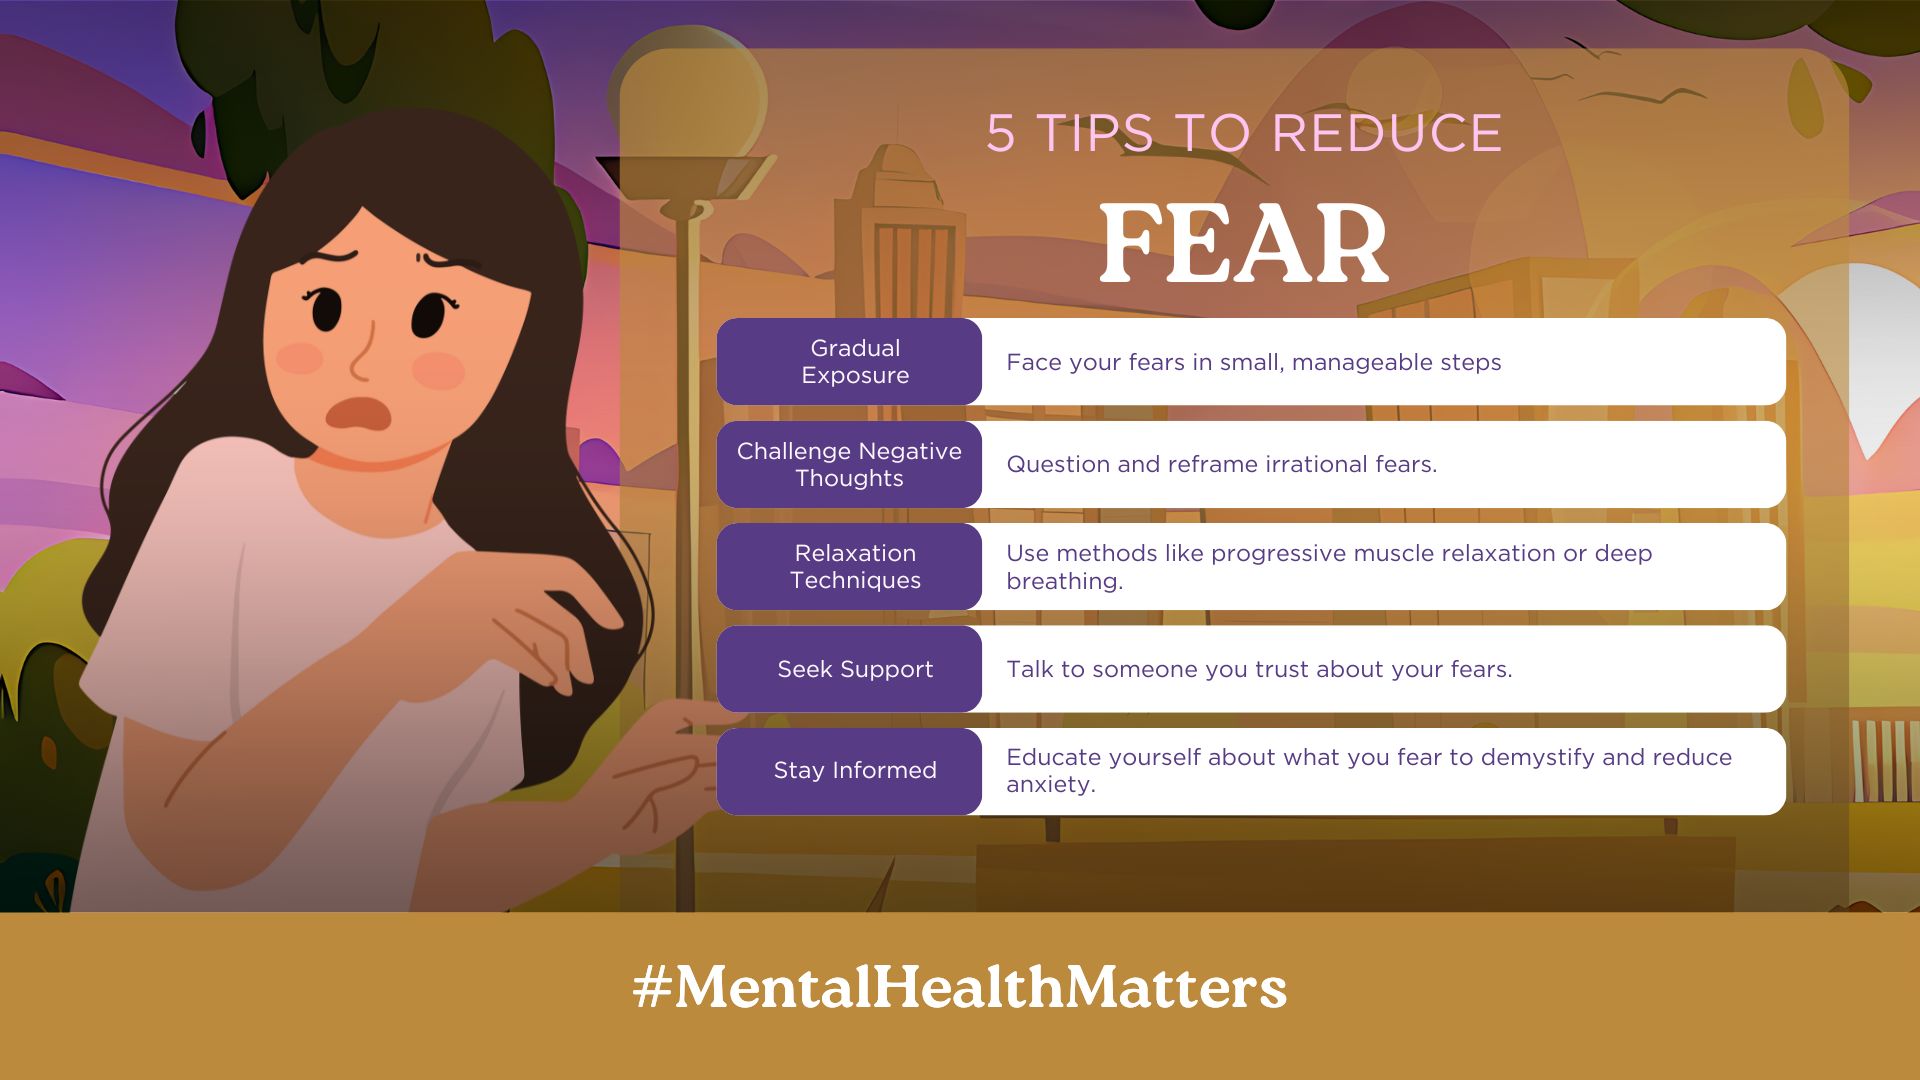 5 TIPS TO REDUCE
FEAR
Gradual
Exposure
Face your fears in small, manageable steps
Challenge Negative
Thoughts
Question and reframe irrational fears.
Relaxation
Techniques
Use methods like progressive muscle relaxation or deep
breathing.
Seek Support
Talk to someone you trust about your fears.
Stay Informed
Educate yourself about what you fear to demystify and reduce
anxiety.
#MentalHealthMatters